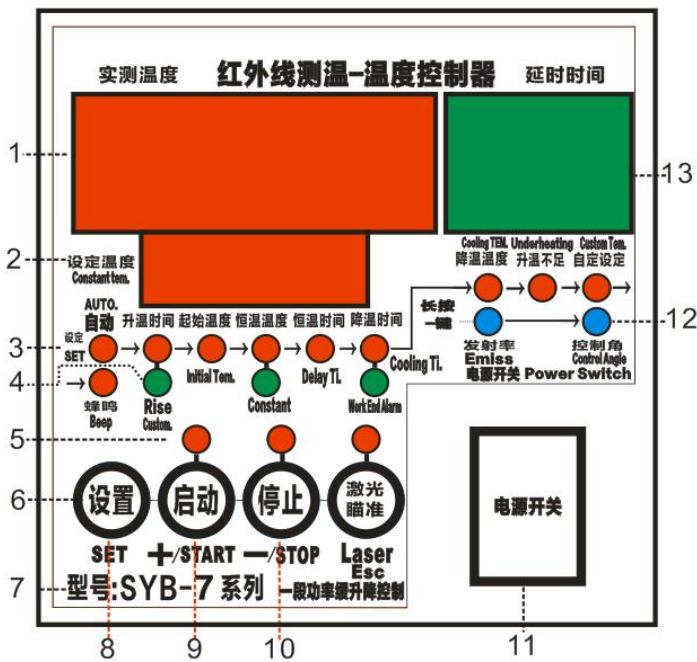 实测温度 红外线测温-温度控制器 延时时间
1
13
2
设定温度
Constant tem.
Cooling TEM. Underheating Custom Tem.
降温温度 升温不足 自定设定
AUTO.
自动 升温时间 起始温度 恒温温度 恒温时间 降温时间
长按
一键
12
3
设定
SET
Initial Tem. Delay Ti. Cooling Ti.
发射率 控制角
Emiss Control Angle
电源开关 Power Switch
4
蜂鸣
Beep
Rise
Custom.
Constant
Work End Alarm
5
6
设置 启动 停止 激光
瞄准
电源开关
SET +/START —/STOP Laser
Esc
7
型号:SYB-7系列 一段功率缓升降控制
8 9 10 11